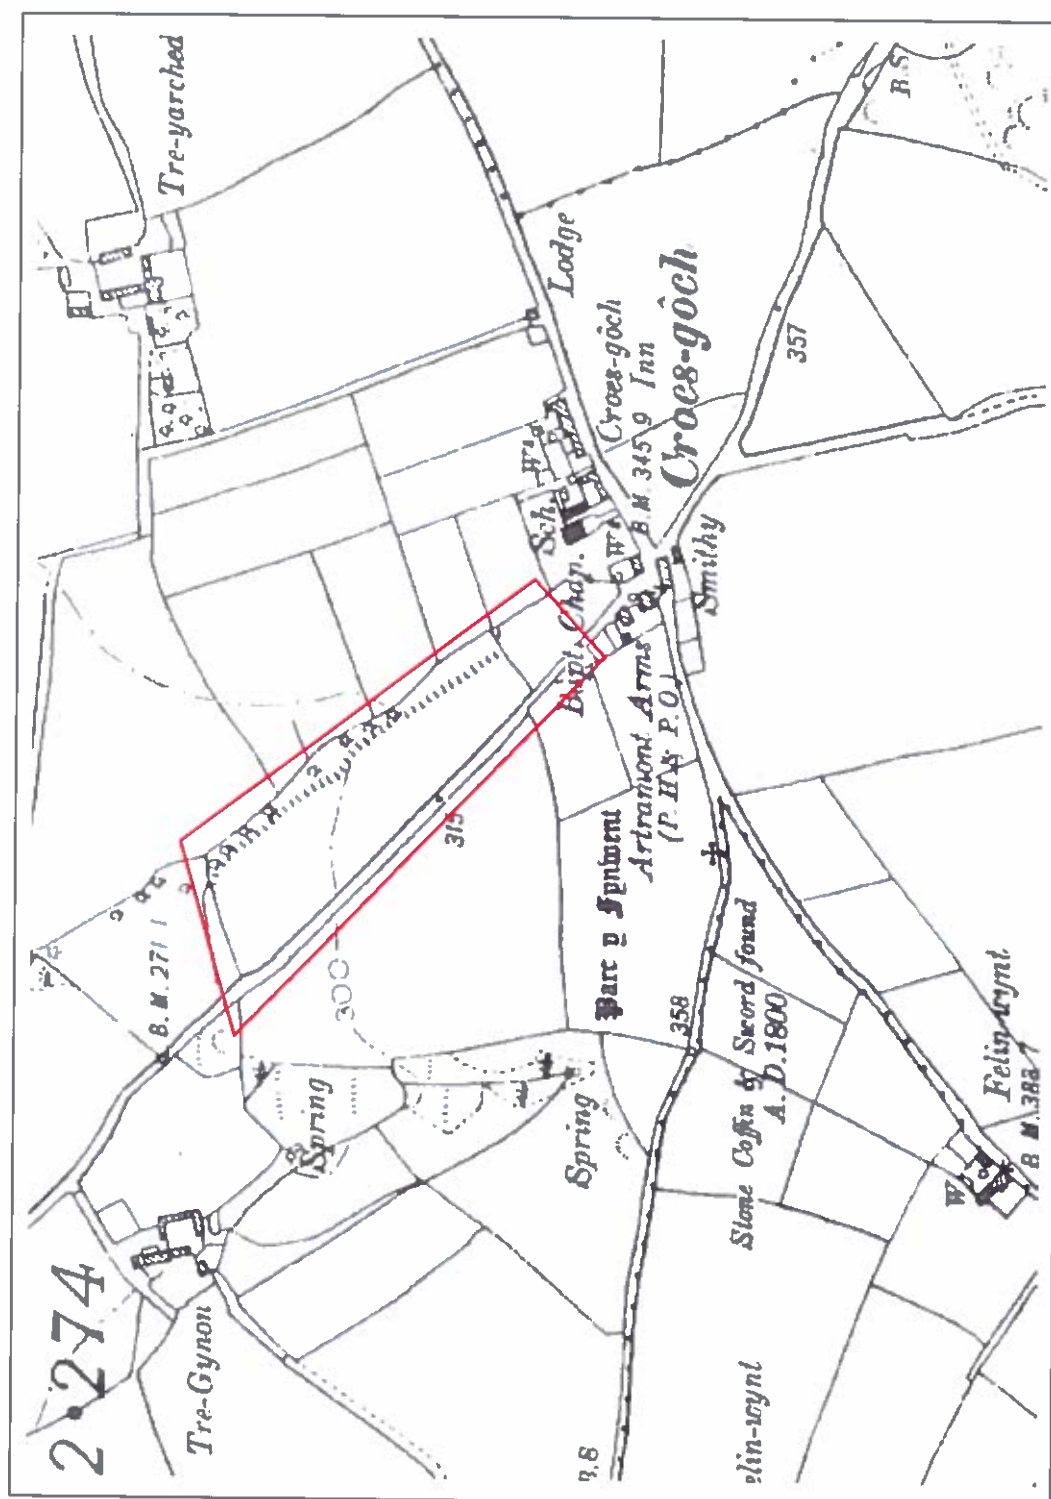 2 274
Tre-Gynon
B.M. 271.1
Spring
300
315
Spring
Tre-yarched
Lodge
Sch.
W
Croes-gôch
Inn
B.M. 345.9
Croes-gôch
Bapt. Chap.
W
Smithy
Artramont Arms
(P.H. & P.O.)
Parc y Fynwent
358
Stone Coffin & Sword found
A.D. 1800
357
B.S.
Felin-wynt
B.M. 388.7
W
elin-wynt